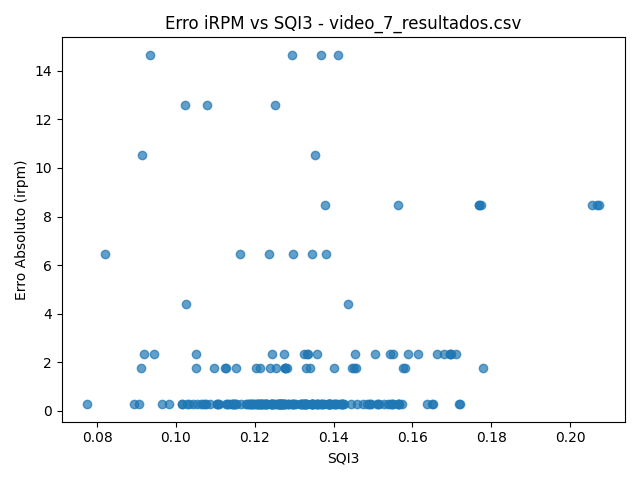 Erro iRPM vs SQI3 - video_7_resultados.csv
Erro Absoluto (irpm)
14
12
10
8
6
4
2
0
0.08 0.10 0.12 0.14 0.16 0.18 0.20
SQI3